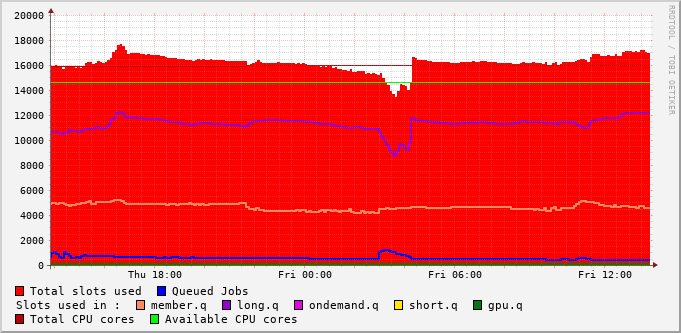 20000
18000
16000
14000
12000
10000
8000
6000
4000
2000
0
Thu 18:00 Fri 00:00 Fri 06:00 Fri 12:00
RRDTOOL / TOBI OETIKER
Total slots used Queued Jobs
Slots used in : member.q long.q ondemand.q short.q gpu.q
Total CPU cores Available CPU cores